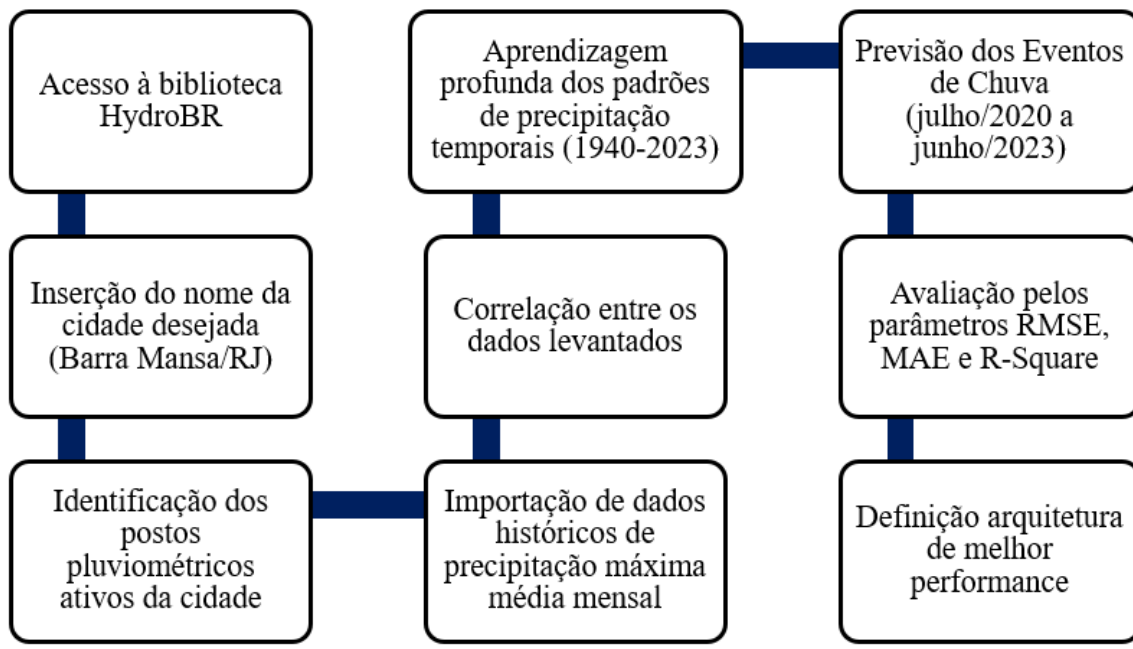 Acesso à biblioteca
HydroBR
Inserção do nome da
cidade desejada
(Barra Mansa/RJ)
Identificação dos
postos
pluviométricos
ativos da cidade
Importação de dados
históricos de
precipitação máxima
média mensal
Correlação entre os
dados levantados
Aprendizagem
profunda dos padrões
de precipitação
temporais (1940-2023)
Previsão dos Eventos
de Chuva
(julho/2020 a
junho/2023)
Avaliação pelos
parâmetros RMSE,
MAE e R-Square
Definição arquitetura
de melhor
performance